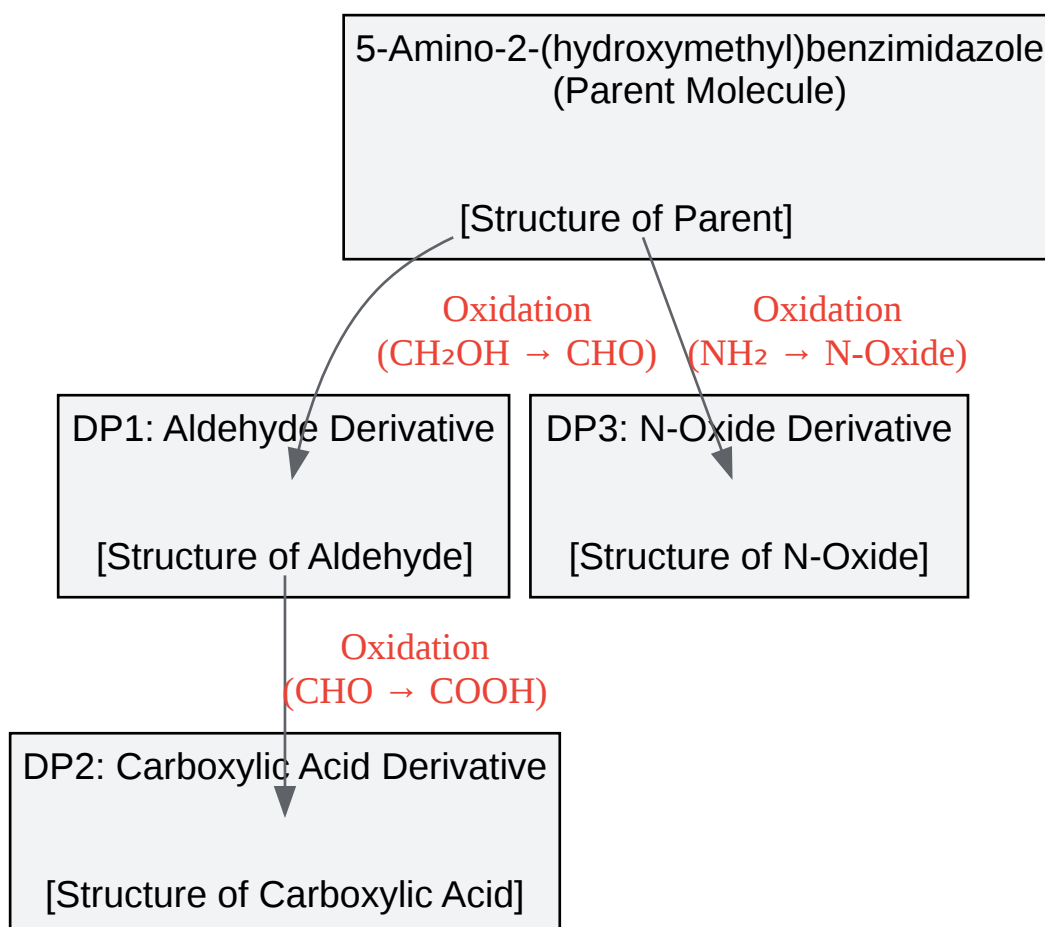 5-Amino-2-(hydroxymethyl)benzimidazole
(Parent Molecule)
[Structure of Parent]
Oxidation
(CH₂OH → CHO)
Oxidation
(NH₂ → N-Oxide)
DP1: Aldehyde Derivative
[Structure of Aldehyde]
DP3: N-Oxide Derivative
[Structure of N-Oxide]
Oxidation
(CHO → COOH)
DP2: Carboxylic Acid Derivative
[Structure of Carboxylic Acid]